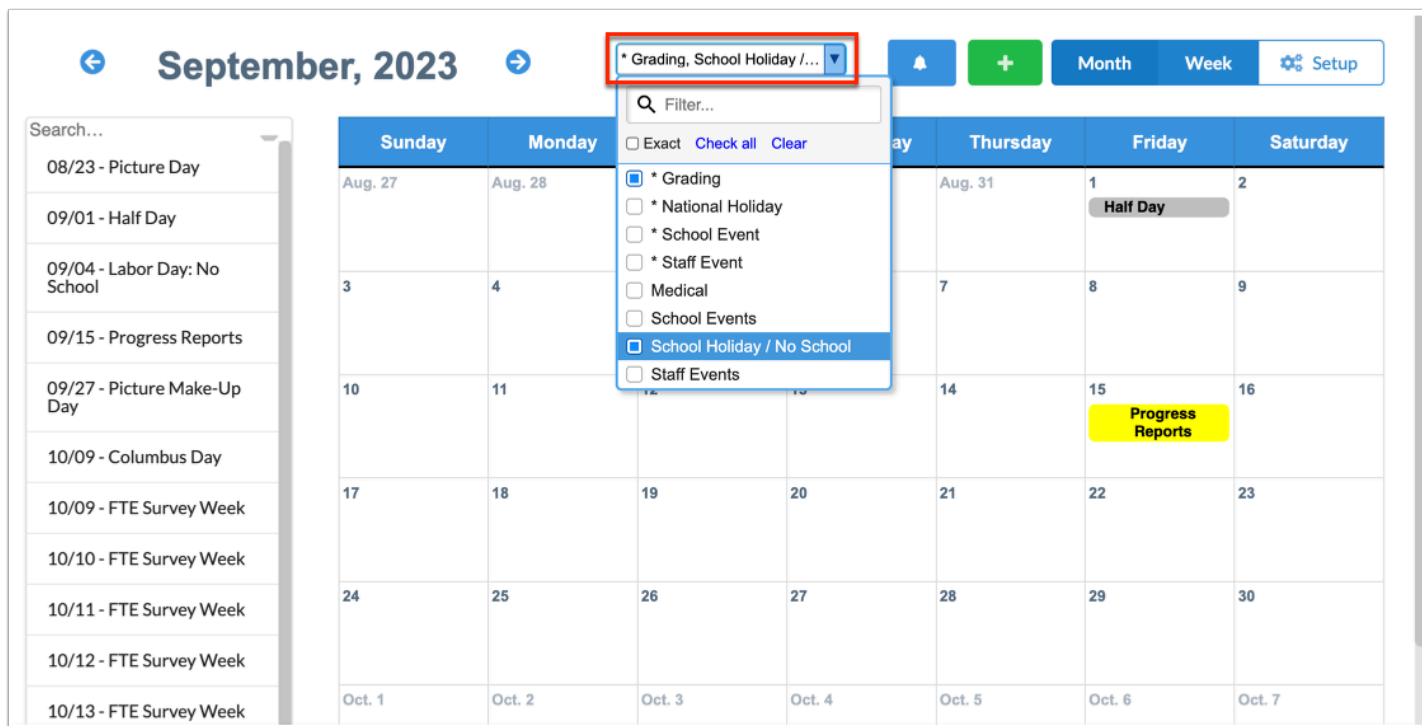 September, 2023
* Grading, School Holiday /...
Month
Week
Setup
Filter...
Exact Check all Clear
* Grading
* National Holiday
* School Event
* Staff Event
Medical
School Events
School Holiday / No School
Staff Events
Search...
08/23 - Picture Day
09/01 - Half Day
09/04 - Labor Day: No
School
09/15 - Progress Reports
09/27 - Picture Make-Up
Day
10/09 - Columbus Day
10/09 - FTE Survey Week
10/10 - FTE Survey Week
10/11 - FTE Survey Week
10/12 - FTE Survey Week
10/13 - FTE Survey Week
Sunday Monday ay Thursday Friday Saturday
Aug. 27 Aug. 28 Aug. 31 1 2
Half Day
3 4 7 8 9
10 11 12 13 14 15 16
Progress
Reports
17 18 19 20 21 22 23
24 25 26 27 28 29 30
Oct. 1 Oct. 2 Oct. 3 Oct. 4 Oct. 5 Oct. 6 Oct. 7